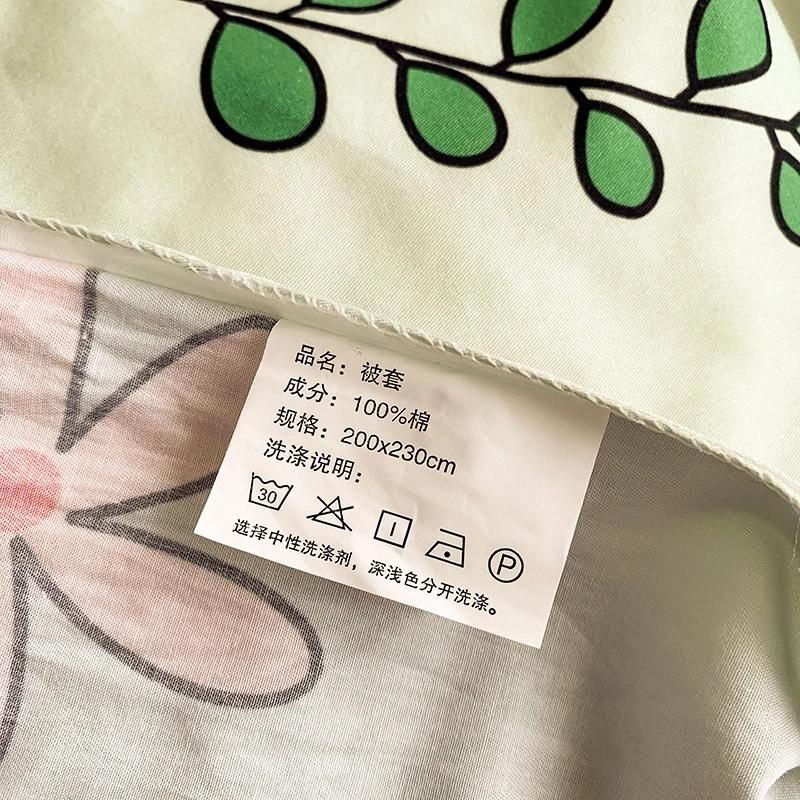 品名：被套
成分：100%棉
规格：200x230cm
洗涤说明：
30 P
选择中性洗涤剂，深浅色分开洗涤。